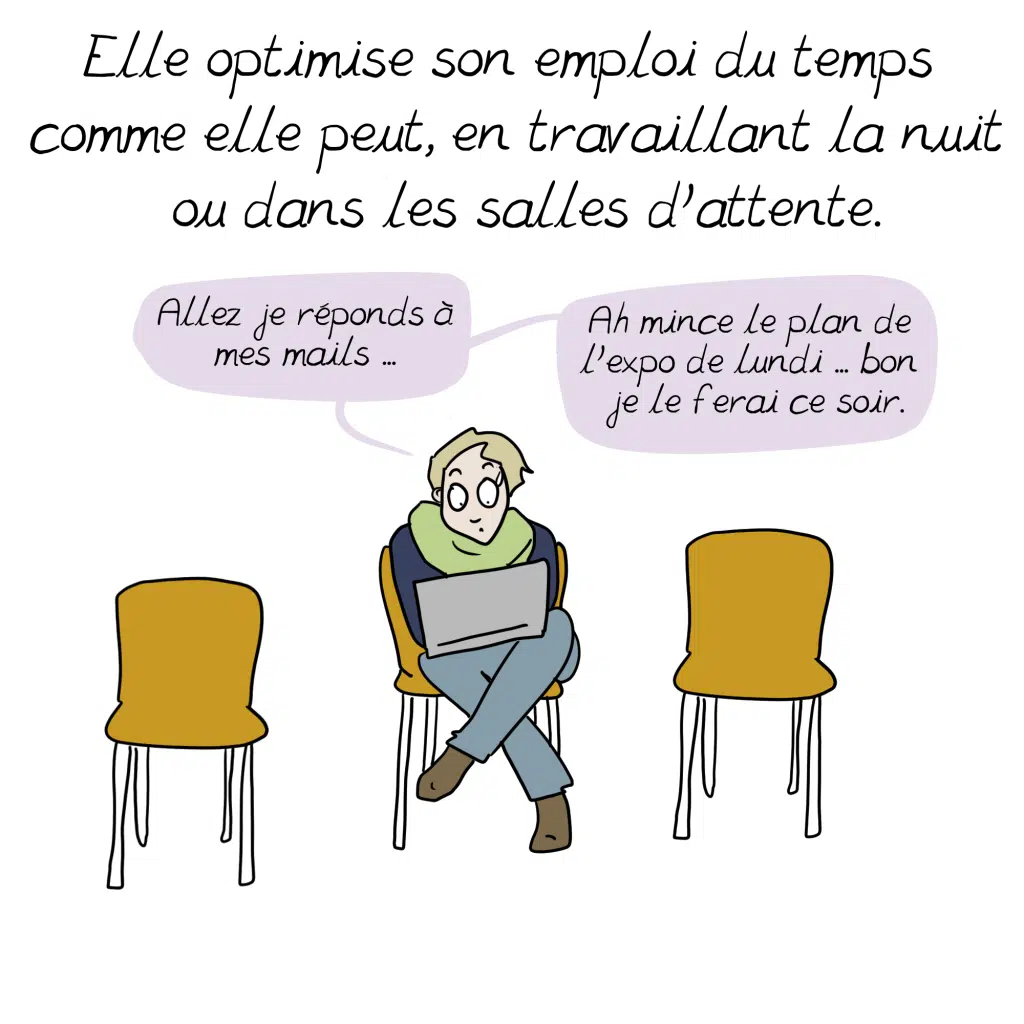 Elle optimise son emploi du temps
comme elle peut, en travaillant la nuit
ou dans les salles d'attente.
Allez je réponds à
mes mails ...
Ah mince le plan de
l'expo de lundi ... bon
je le ferai ce soir.